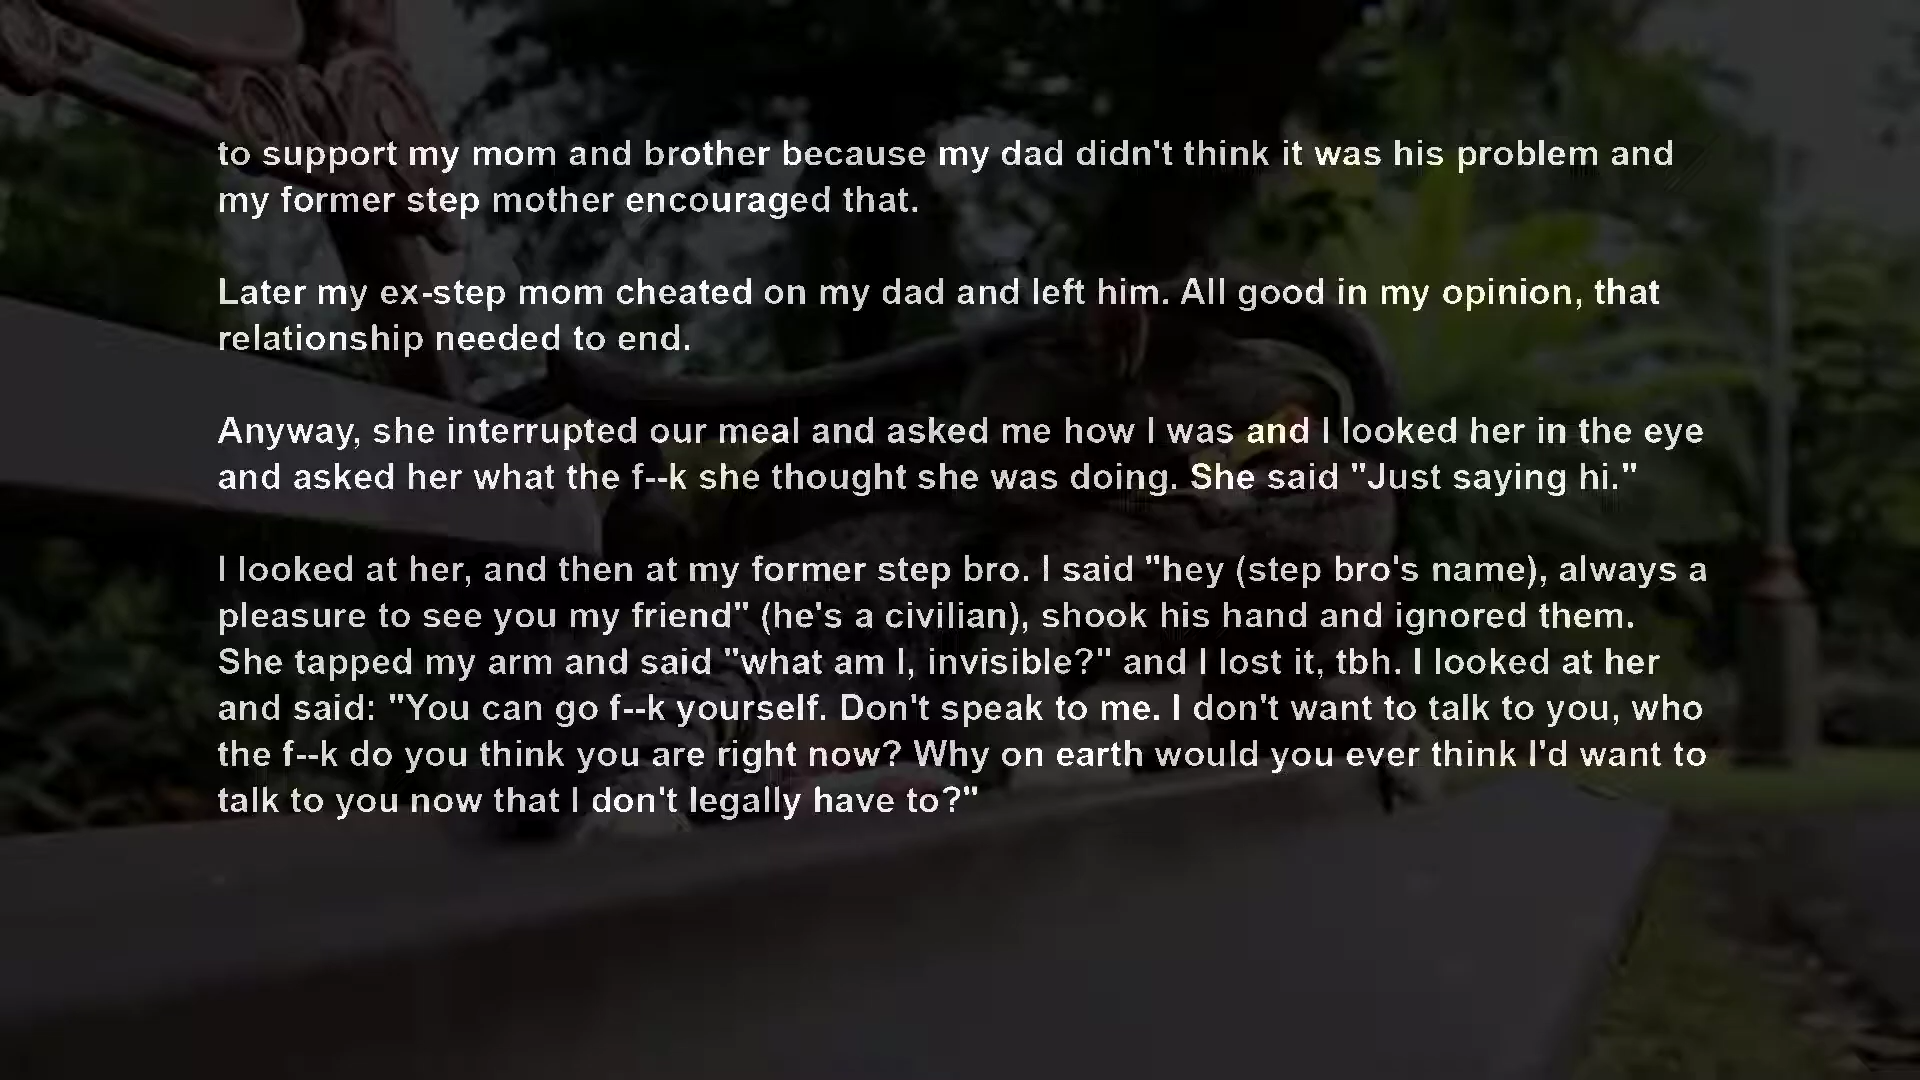 to support my mom and brother because my dad didn't think it was his problem and
my former step mother encouraged that.
Later my ex-step mom cheated on my dad and left him. All good in my opinion, that
relationship needed to end.
Anyway, she interrupted our meal and asked me how I was and I looked her in the eye
and asked her what the f--k she thought she was doing. She said "Just saying hi."
I looked at her, and then at my former step bro. I said "hey (step bro's name), always a
pleasure to see you my friend" (he's a civilian), shook his hand and ignored them.
She tapped my arm and said "what am I, invisible?" and I lost it, tbh. I looked at her
and said: "You can go f--k yourself. Don't speak to me. I don't want to talk to you, who
the f--k do you think you are right now? Why on earth would you ever think I'd want to
talk to you now that I don't legally have to?"